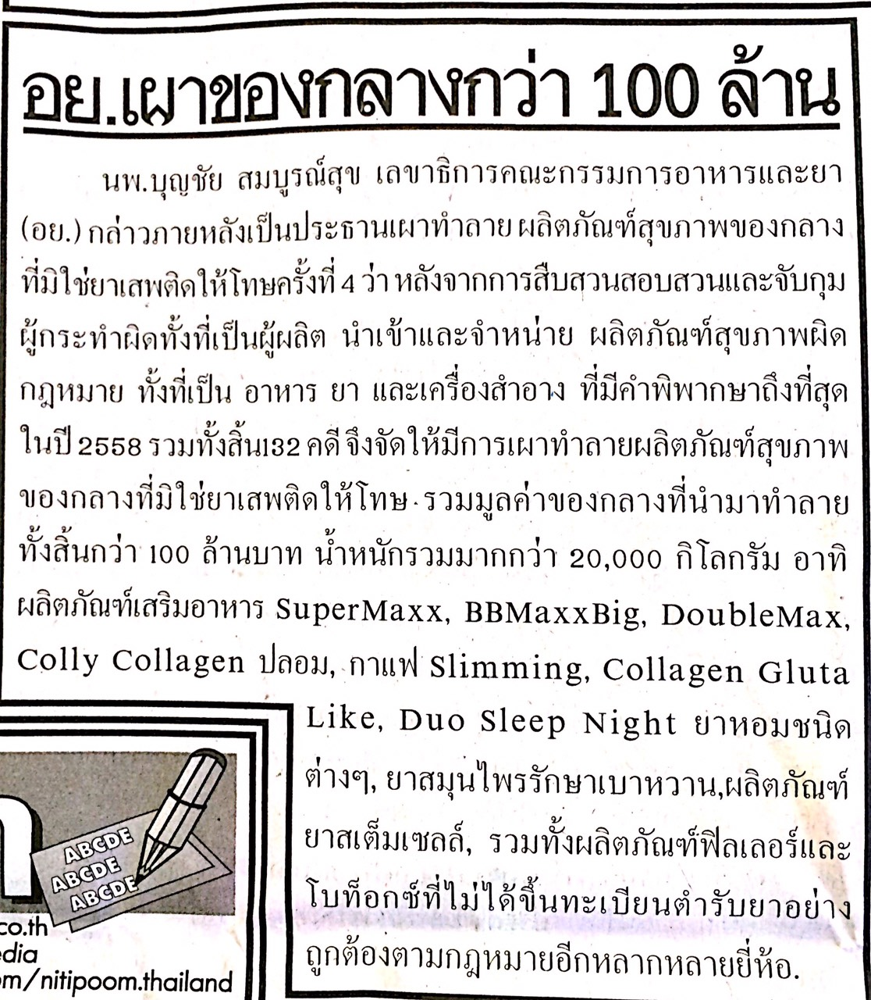 อย.เผาของกลางกว่า 100 ล้าน
นพ.บุญชัย สมบูรณ์สุข เลขาธิการคณะกรรมการอาหารและยา
(อย.) กล่าวภายหลังเป็นประธานเผาทำลาย ผลิตภัณฑ์สุขภาพของกลาง
ที่มิใช่ยาเสพติดให้โทษครั้งที่ 4 ว่า หลังจากการสืบสวนสอบสวนและจับกุม
ผู้กระทำผิดทั้งที่เป็นผู้ผลิต นำเข้าและจำหน่าย ผลิตภัณฑ์สุขภาพผิด
กฎหมาย ทั้งที่เป็น อาหาร ยา และเครื่องสำอาง ที่มีคำพิพากษาถึงที่สุด
ในปี 2558 รวมทั้งสิ้น132 คดี จึงจัดให้มีการเผาทำลายผลิตภัณฑ์สุขภาพ
ของกลางที่มิใช่ยาเสพติดให้โทษ รวมมูลค่าของกลางที่นำมาทำลาย
ทั้งสิ้นกว่า 100 ล้านบาท น้ำหนักรวมมากกว่า 20,000 กิโลกรัม อาทิ
ผลิตภัณฑ์เสริมอาหาร SuperMaxx, BBMaxxBig, DoubleMax,
Colly Collagen ปลอม, กาแฟ Slimming, Collagen Gluta
Like, Duo Sleep Night ยาหอมชนิด
ต่างๆ, ยาสมุนไพรรักษาเบาหวาน,ผลิตภัณฑ์
ยาสเต็มเซลล์, รวมทั้งผลิตภัณฑ์ฟิลเลอร์และ
โบท็อกซ์ที่ไม่ได้ขึ้นทะเบียนตำรับยาอย่าง
ถูกต้องตามกฎหมายอีกหลากหลายยี่ห้อ.
ABCDE
ABCDE
ABCDE
co.th
edia
om/nitipoom.thailand